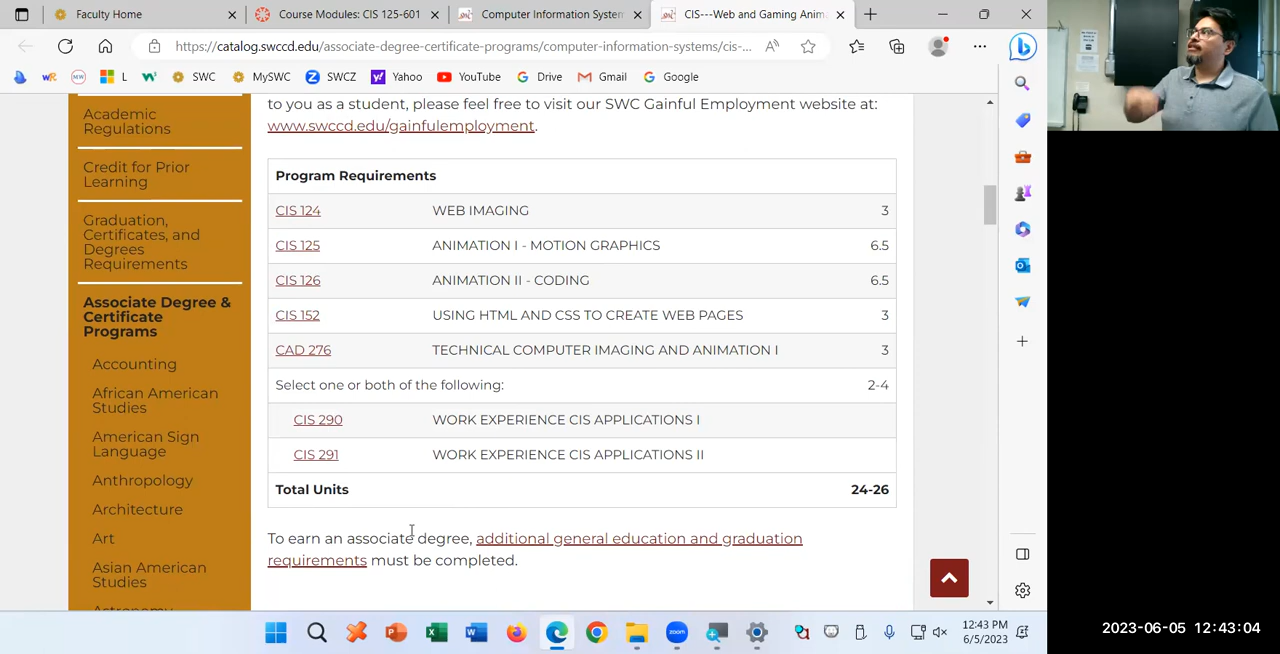 Faculty Home
Course Modules: CIS 125-601
Computer Information System
CIS---Web and Gaming Anima
https://catalog.swccd.edu/associate-degree-certificate-programs/computer-information-systems/cis-...
L
SWC
MySWC
SWCZ
Yahoo
YouTube
Drive
Gmail
Google
Academic
Regulations
Credit for Prior
Learning
Graduation,
Certificates, and
Degrees
Requirements
Associate Degree &
Certificate
Programs
Accounting
African American
Studies
American Sign
Language
Anthropology
Architecture
Art
Asian American
Studies
Astronomy
to you as a student, please feel free to visit our SWC Gainful Employment website at:
www.swccd.edu/gainfulemployment.
Program Requirements
CIS 124 WEB IMAGING 3
CIS 125 ANIMATION I - MOTION GRAPHICS 6.5
CIS 126 ANIMATION II - CODING 6.5
CIS 152 USING HTML AND CSS TO CREATE WEB PAGES 3
CAD 276 TECHNICAL COMPUTER IMAGING AND ANIMATION I 3
Select one or both of the following: 2-4
CIS 290 WORK EXPERIENCE CIS APPLICATIONS I
CIS 291 WORK EXPERIENCE CIS APPLICATIONS II
Total Units 24-26
To earn an associate degree, additional general education and graduation
requirements must be completed.
12:43 PM
6/5/2023
2023-06-05 12:43:04